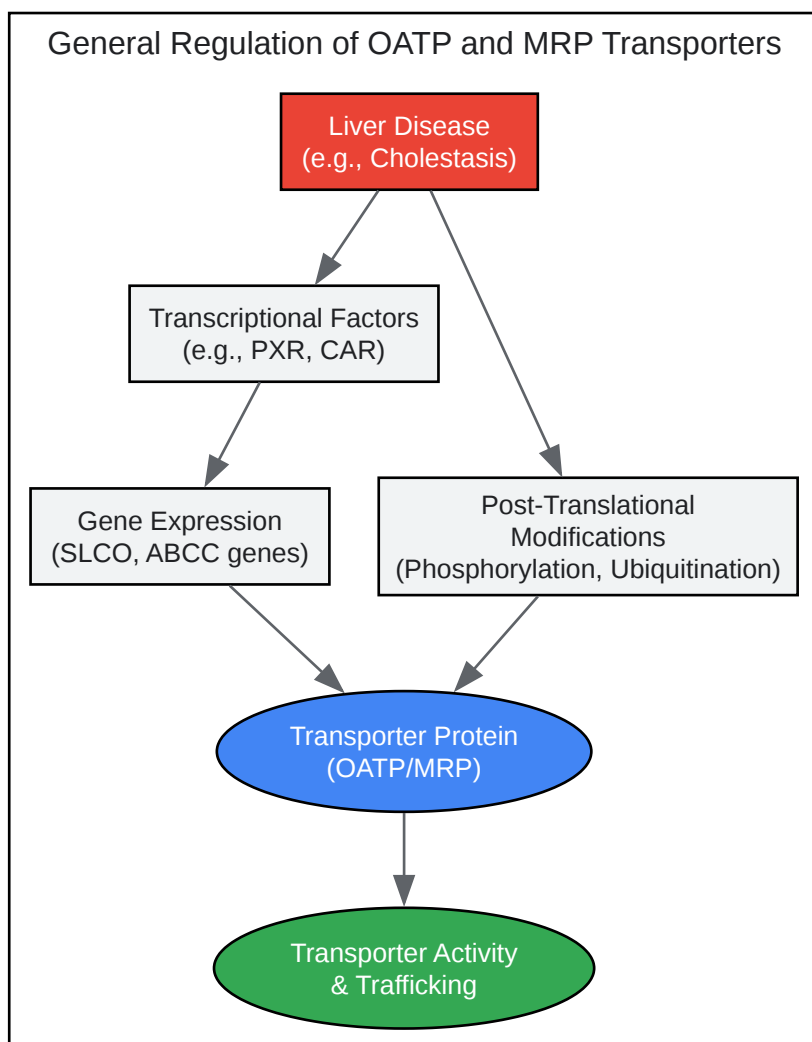 General Regulation of OATP and MRP Transporters
Liver Disease
(e.g., Cholestasis)
Transcriptional Factors
(e.g., PXR, CAR)
Gene Expression
(SLCO, ABCC genes)
Post-Translational
Modifications
(Phosphorylation, Ubiquitination)
Transporter Protein
(OATP/MRP)
Transporter Activity
& Trafficking